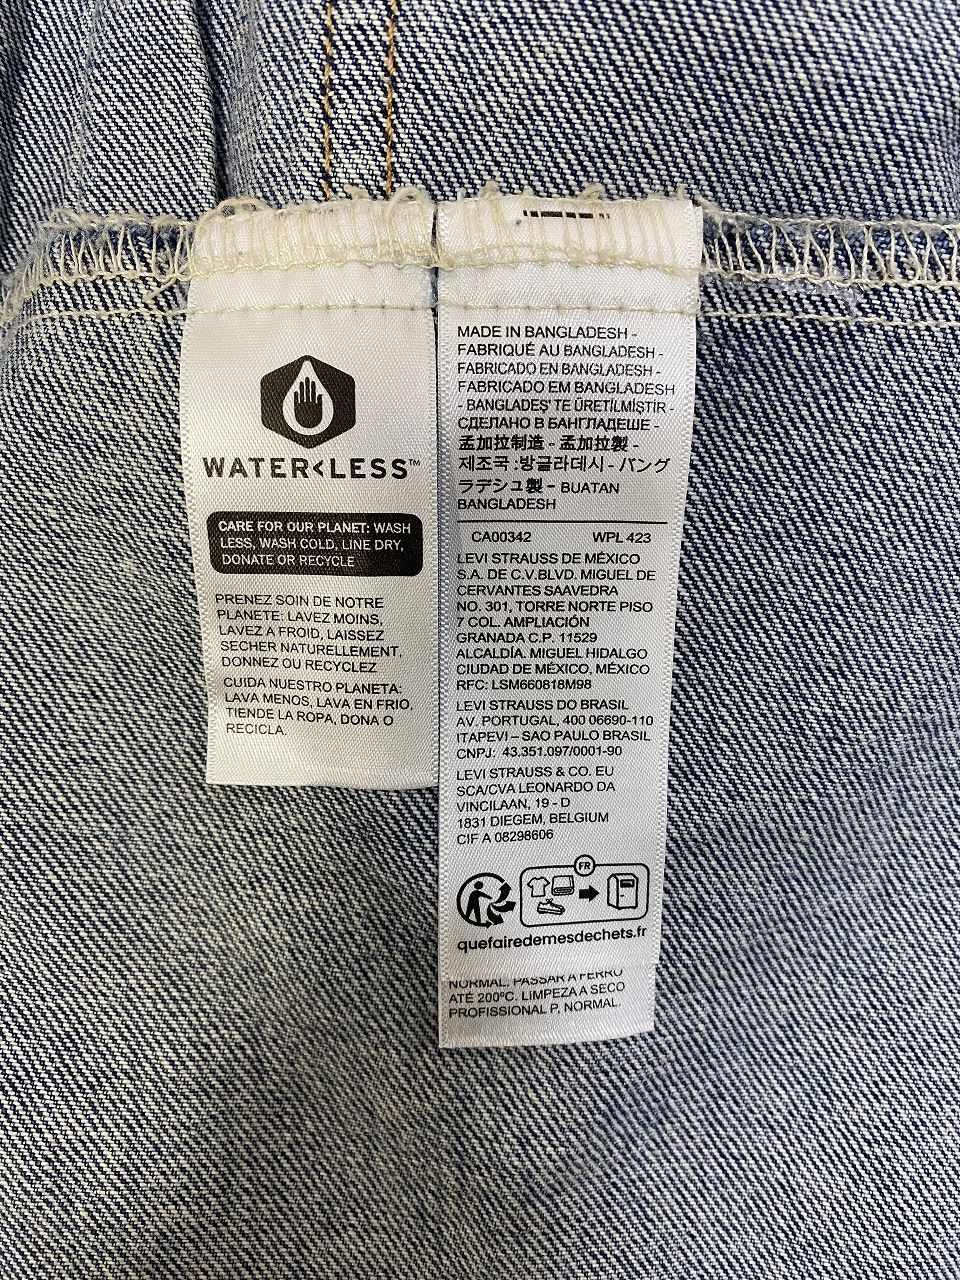 WATER<LESS™
CARE FOR OUR PLANET: WASH
LESS, WASH COLD, LINE DRY,
DONATE OR RECYCLE
PRENEZ SOIN DE NOTRE
PLANETE: LAVEZ MOINS,
LAVEZ A FROID, LAISSEZ
SECHER NATURELLEMENT,
DONNEZ OU RECYCLEZ
CUIDA NUESTRO PLANETA:
LAVA MENOS, LAVA EN FRIO,
TIENDE LA ROPA, DONA O
RECICLA.
MADE IN BANGLADESH -
FABRIQUÉ AU BANGLADESH -
FABRICADO EN BANGLADESH -
FABRICADO EM BANGLADESH
- BANGLADEŞ'TE ÜRETİLMİŞTİR -
СДЕЛАНО В БАНГЛАДЕШЕ -
孟加拉制造 - 孟加拉製 -
제조국 :방글라데시 - バング
ラデシュ製 - BUATAN
BANGLADESH
CA00342 WPL 423
LEVI STRAUSS DE MÉXICO
S.A. DE C.V.BLVD. MIGUEL DE
CERVANTES SAAVEDRA
NO. 301, TORRE NORTE PISO
7 COL. AMPLIACIÓN
GRANADA C.P. 11529
ALCALDÍA. MIGUEL HIDALGO
CIUDAD DE MÉXICO, MÉXICO
RFC: LSM660818M98
LEVI STRAUSS DO BRASIL
AV. PORTUGAL, 400 06690-110
ITAPEVI – SAO PAULO BRASIL
CNPJ: 43.351.097/0001-90
LEVI STRAUSS & CO. EU
SCA/CVA LEONARDO DA
VINCILAAN, 19 - D
1831 DIEGEM, BELGIUM
CIF A 08298606
FR
quefairedemesdechets.fr
NORMAL. PASSAR A FERRO
ATÉ 200ºC. LIMPEZA A SECO
PROFISSIONAL P, NORMAL.